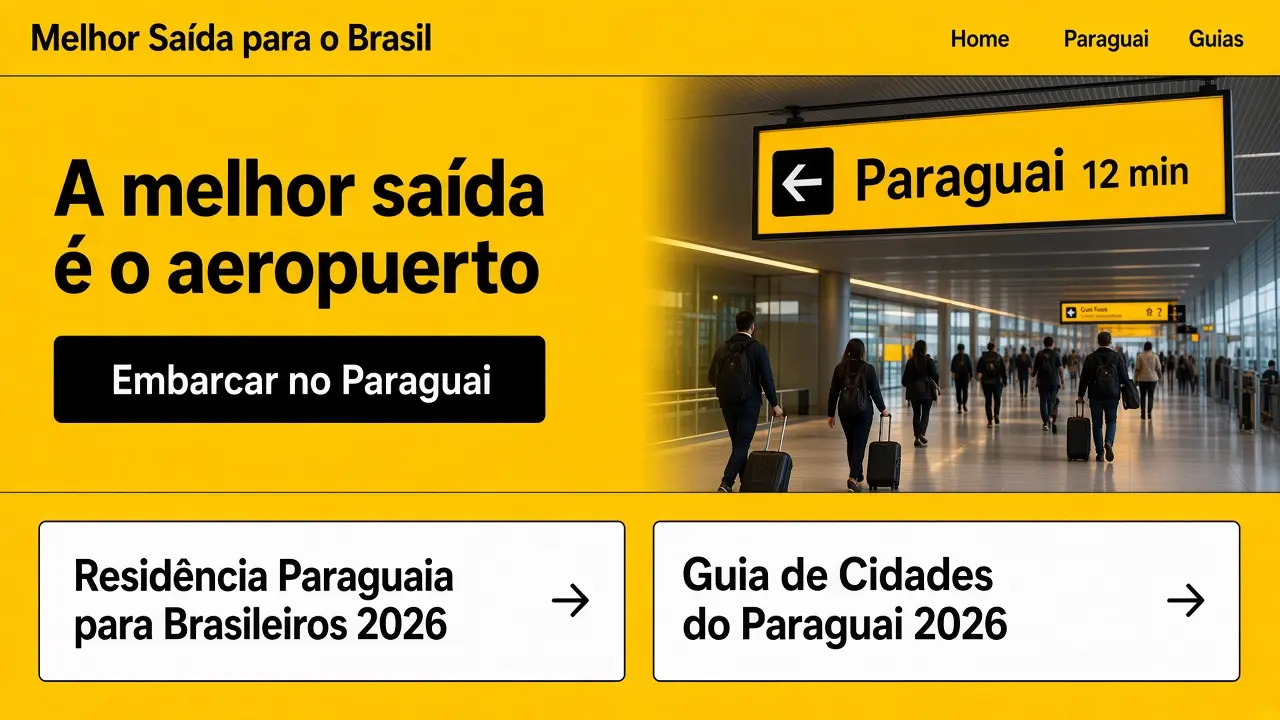 Melhor Saída para o Brasil
Home Paraguai Guias
A melhor saída
é o aeropuerto
Embarcar no Paraguai
Paraguai 12 min
Residência Paraguaia
para Brasileiros 2026
Guia de Cidades
do Paraguai 2026